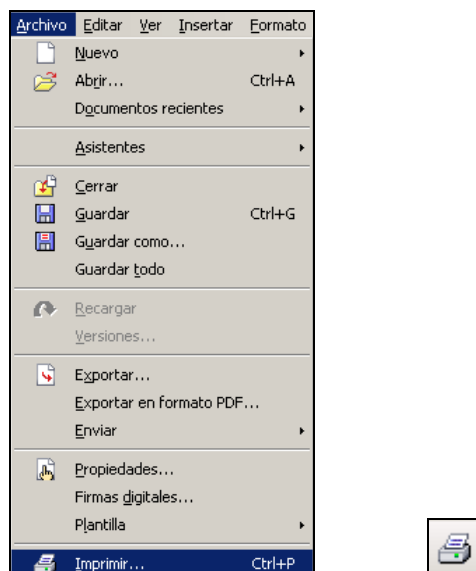 Archivo Editar Ver Insertar Formato
Nuevo
Abrir... Ctrl+A
Documentos recientes
Asistentes
Cerrar
Guardar Ctrl+G
Guardar como...
Guardar todo
Recargar
Versiones...
Exportar...
Exportar en formato PDF...
Enviar
Propiedades...
Firmas digitales...
Plantilla
Imprimir... Ctrl+P